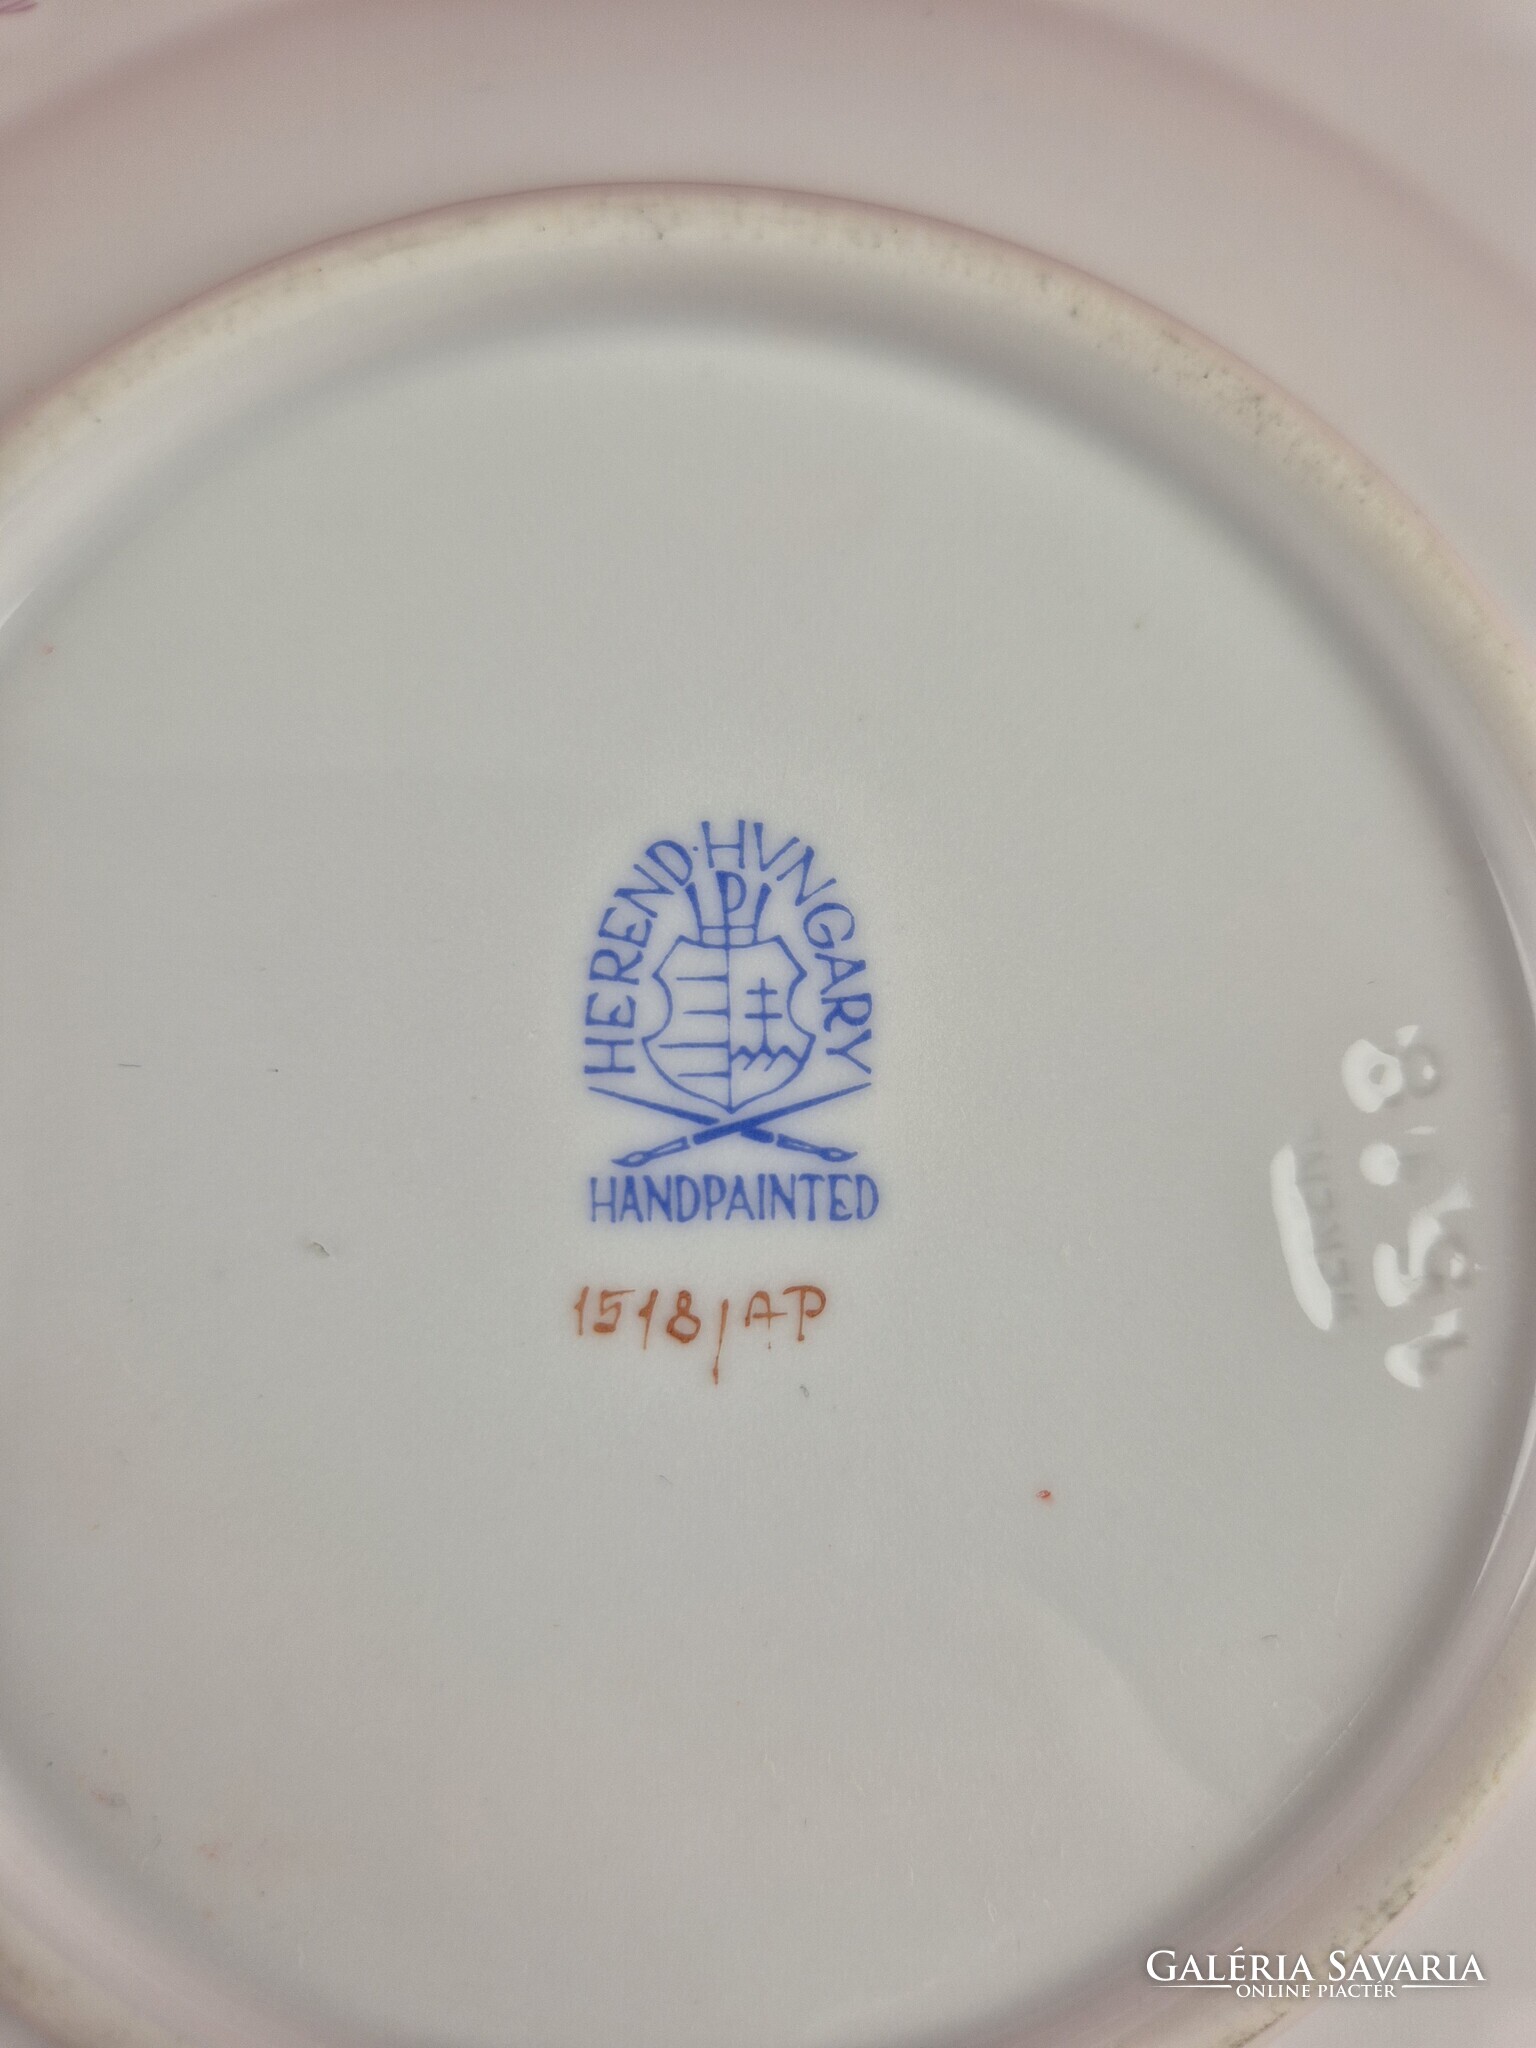 HEREND·HVNGARY
P
HANDPAINTED
1518/AP
GALÉRIA SAVARIA
ONLINE PIACTÉR